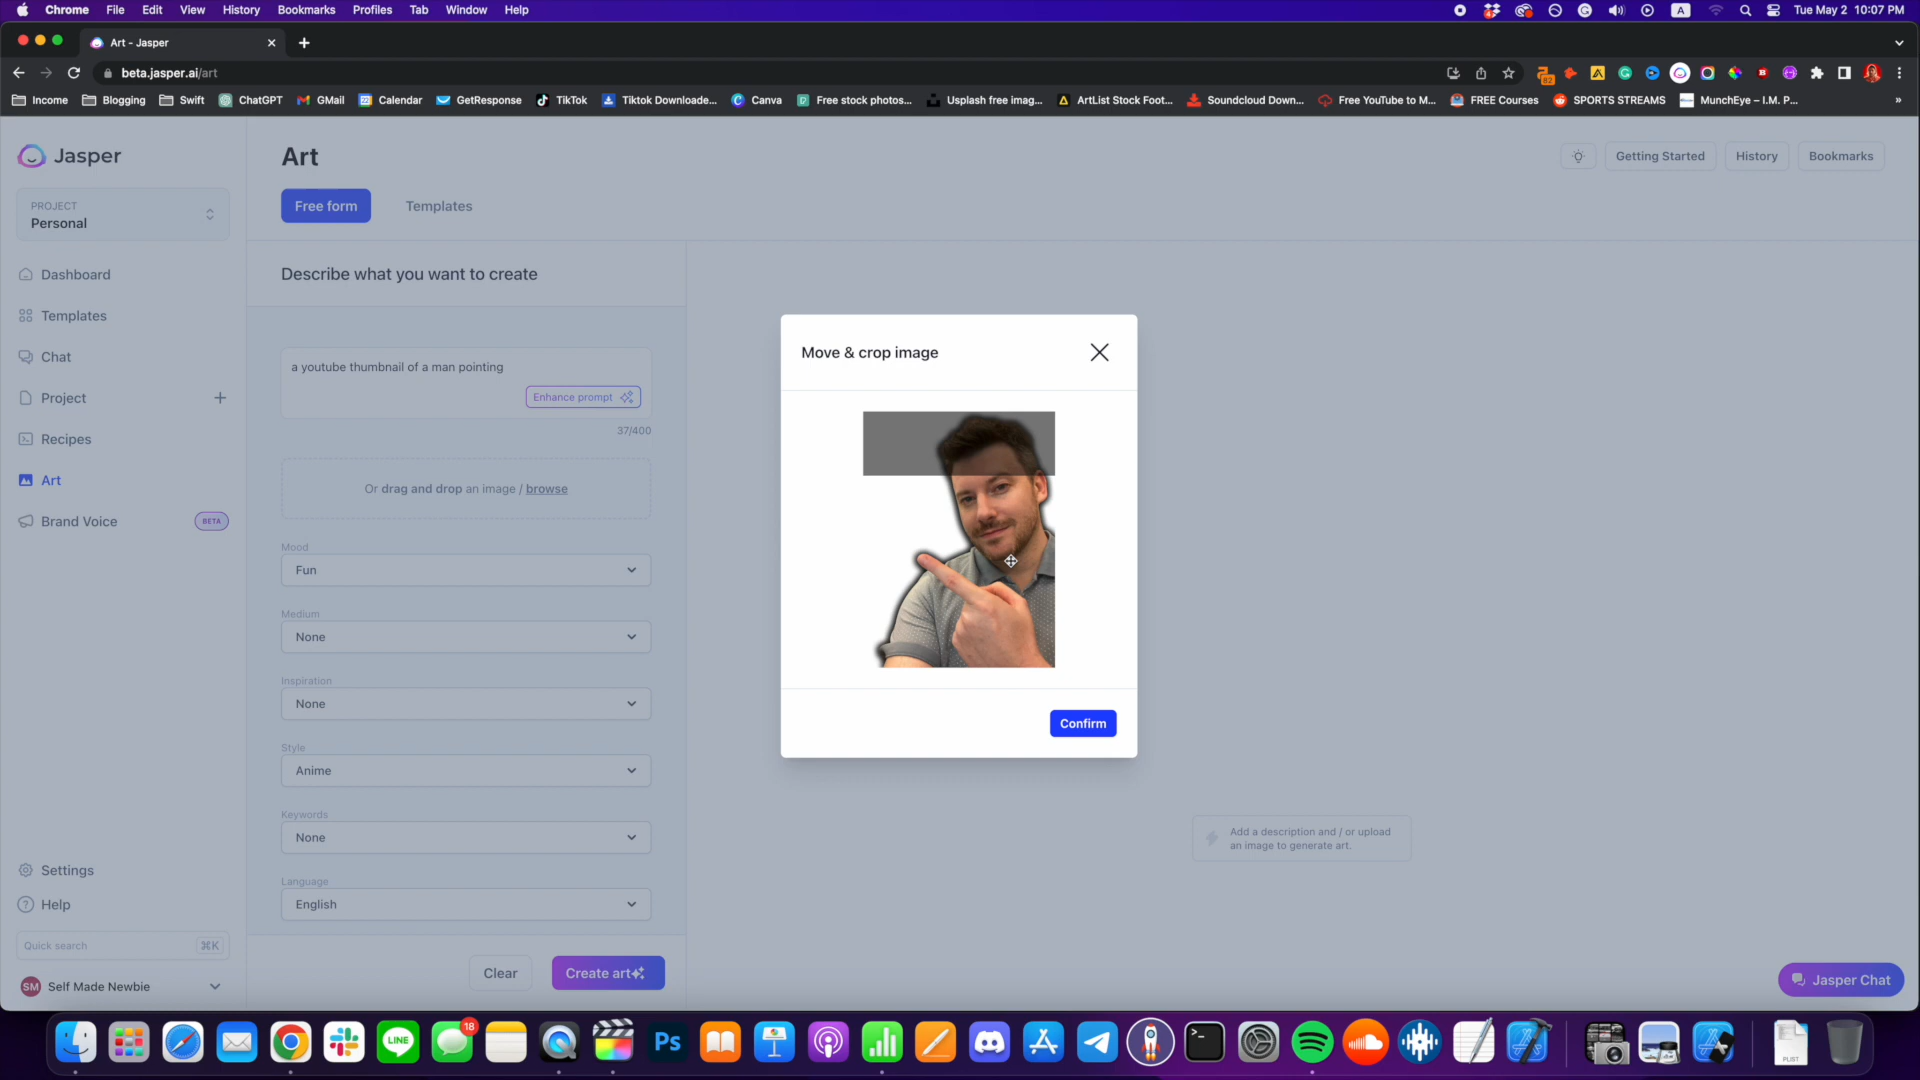 Chrome File Edit View History Bookmarks Profiles Tab Window Help
A Tue May 2 10:07 PM
Art - Jasper
beta.jasper.ai/art
82
Income Blogging Swift ChatGPT GMail Calendar GetResponse TikTok Tiktok Downloade... Canva Free stock photos... Usplash free imag... ArtList Stock Foot... Soundcloud Down... Free YouTube to M... FREE Courses SPORTS STREAMS MunchEye – I.M. P... »
Jasper
PROJECT
Personal
Dashboard
Templates
Chat
Project
Recipes
Art
Brand Voice BETA
Settings
Help
Quick search ⌘K
SM Self Made Newbie
Art
Getting Started History Bookmarks
Free form Templates
Describe what you want to create
a youtube thumbnail of a man pointing
Enhance prompt
37/400
Or drag and drop an image / browse
Mood
Fun
Medium
None
Inspiration
None
Style
Anime
Keywords
None
Language
English
Clear Create art
Move & crop image
Confirm
Add a description and / or upload
an image to generate art.
Jasper Chat
LINE
18
Ps
PLIST